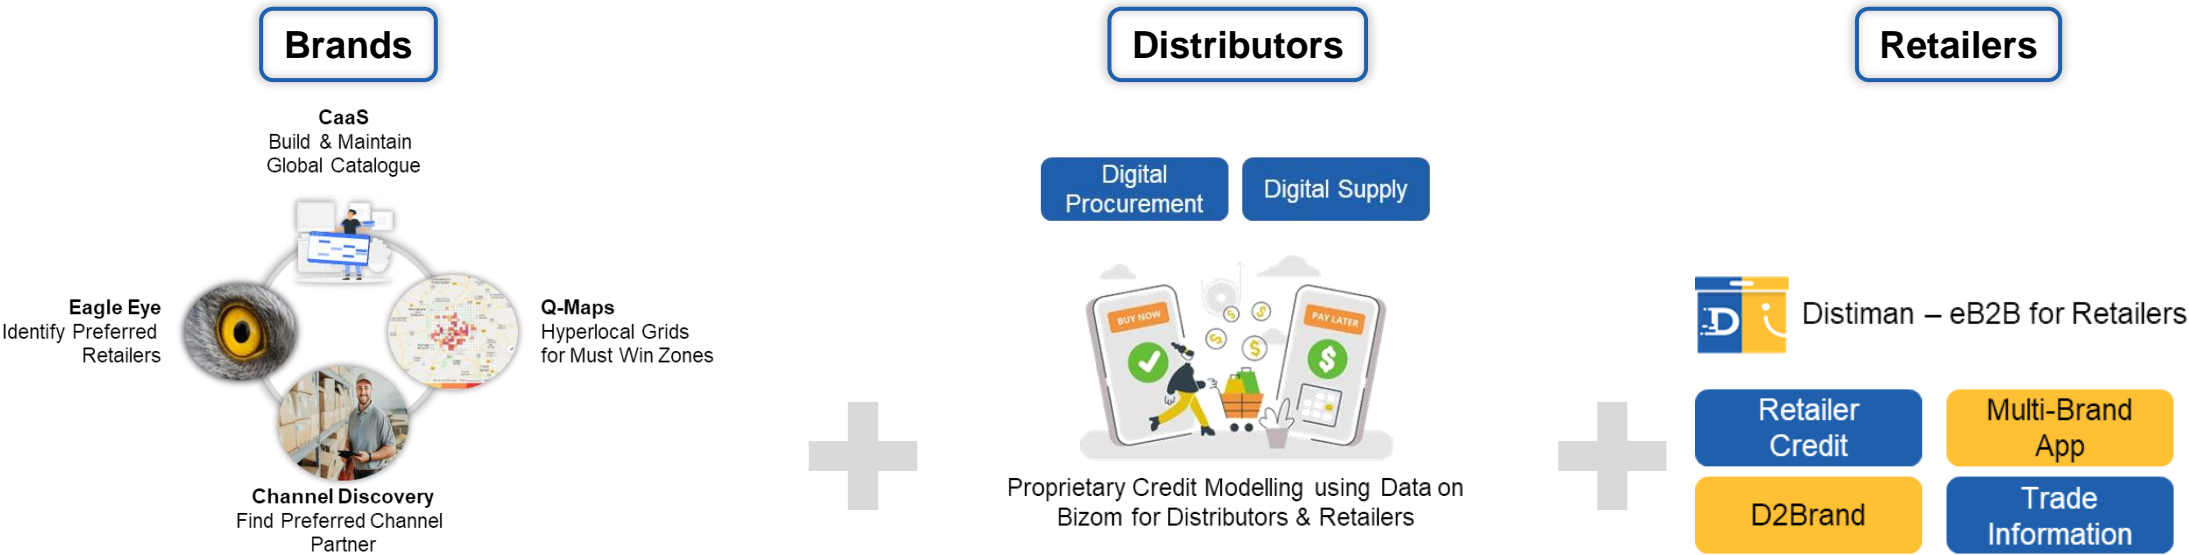 Brands
CaaS
Build & Maintain
Global Catalogue
Eagle Eye
Identify Preferred
Retailers
Q-Maps
Hyperlocal Grids
for Must Win Zones
Channel Discovery
Find Preferred Channel
Partner
Distributors
Digital
Procurement
Digital Supply
BUY NOW
PAY LATER
Proprietary Credit Modelling using Data on
Bizom for Distributors & Retailers
Retailers
Distiman – eB2B for Retailers
Retailer
Credit
Multi-Brand
App
D2Brand
Trade
Information